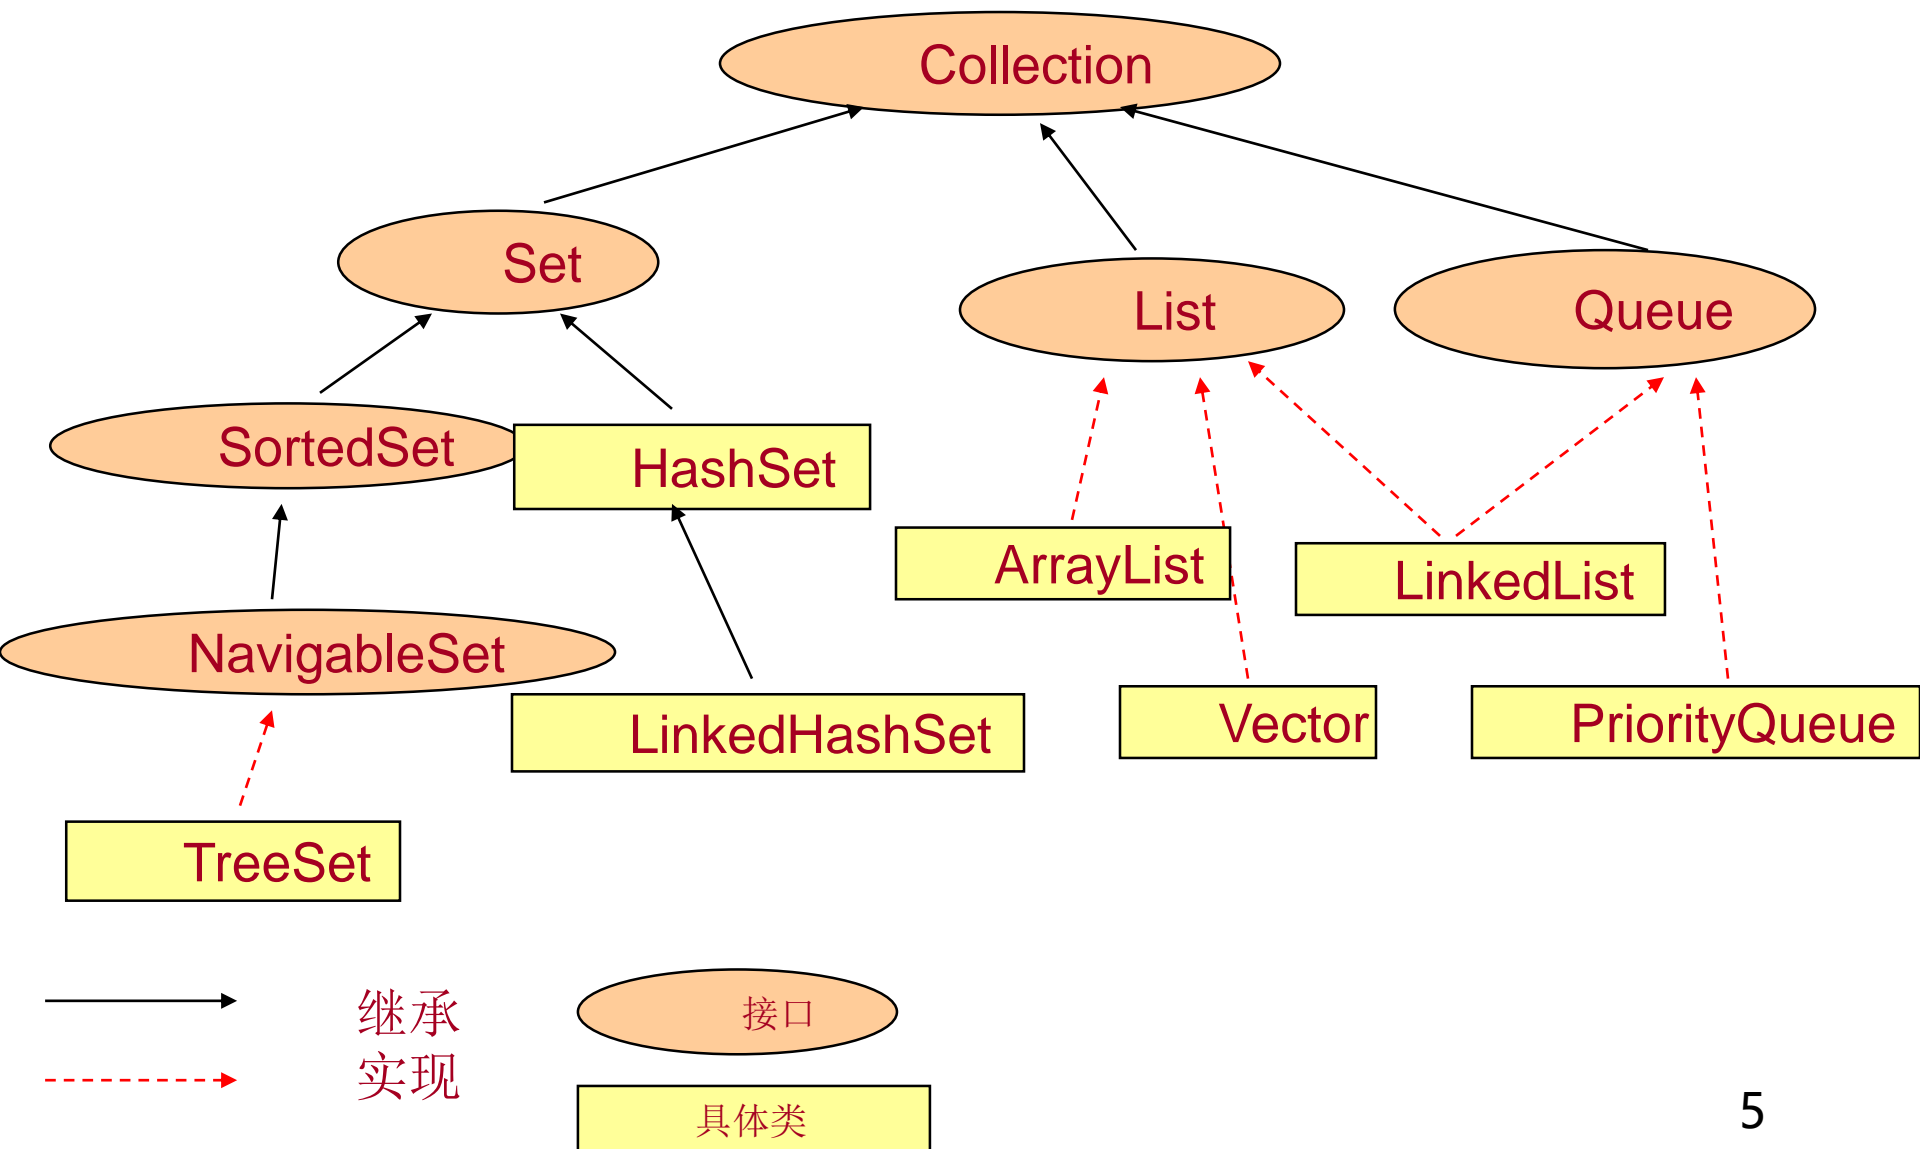 Collection
Set
List
Queue
SortedSet
HashSet
ArrayList
LinkedList
NavigableSet
LinkedHashSet
Vector
PriorityQueue
TreeSet
继承
接口
实现
具体类
5